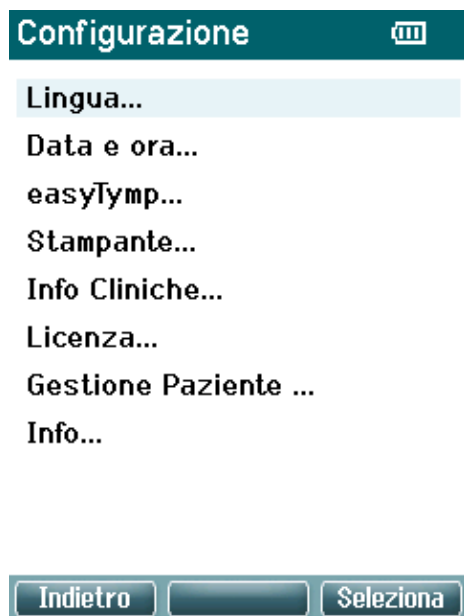 Configurazione
Lingua...
Data e ora...
easyTymp...
Stampante...
Info Cliniche...
Licenza...
Gestione Paziente ...
Info...
Indietro Seleziona